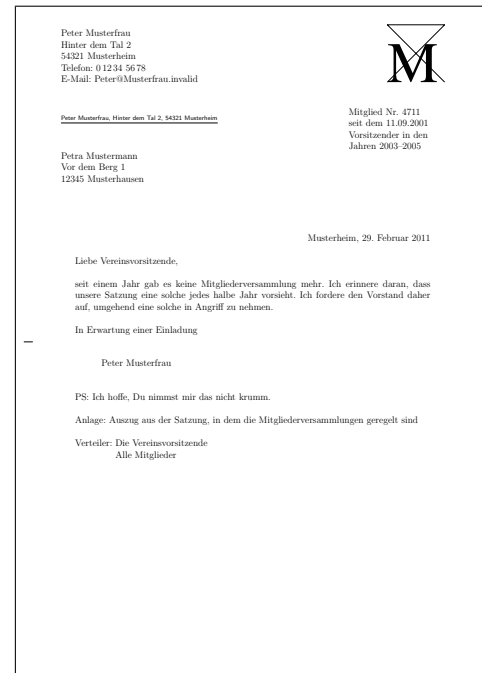 Peter Musterfrau
Hinter dem Tal 2
54321 Musterheim
Telefon: 0 12 34 56 78
E-Mail: Peter@Musterfrau.invalid
M
Peter Musterfrau, Hinter dem Tal 2, 54321 Musterheim
Mitglied Nr. 4711
seit dem 11.09.2001
Vorsitzender in den
Jahren 2003–2005
Petra Mustermann
Vor dem Berg 1
12345 Musterhausen
Musterheim, 29. Februar 2011
Liebe Vereinsvorsitzende,
seit einem Jahr gab es keine Mitgliederversammlung mehr. Ich erinnere daran, dass
unsere Satzung eine solche jedes halbe Jahr vorsieht. Ich fordere den Vorstand daher
auf, umgehend eine solche in Angriff zu nehmen.
In Erwartung einer Einladung
Peter Musterfrau
PS: Ich hoffe, Du nimmst mir das nicht krumm.
Anlage: Auszug aus der Satzung, in dem die Mitgliederversammlungen geregelt sind
Verteiler: Die Vereinsvorsitzende
Alle Mitglieder